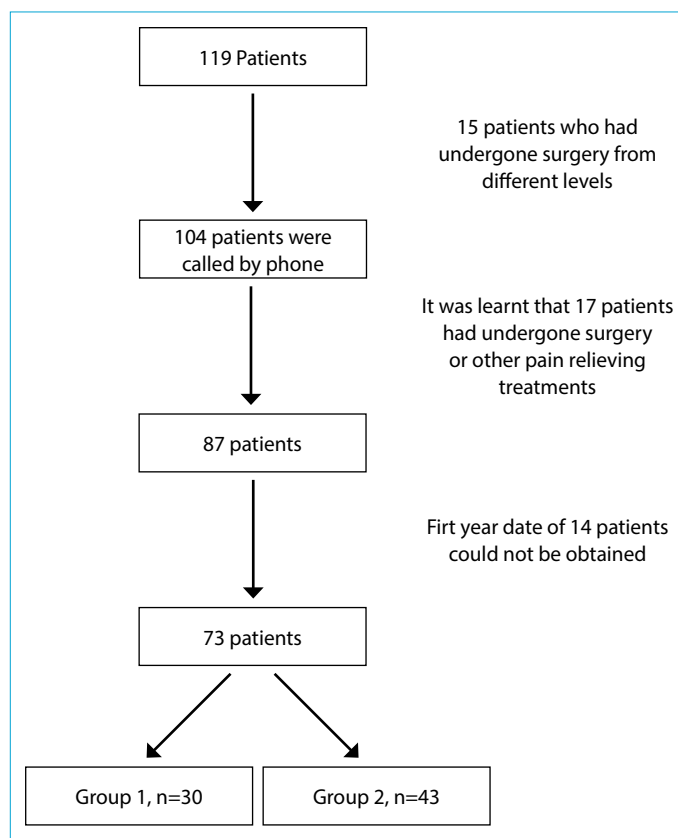 119 Patients
15 patients who had
undergone surgery from
different levels
104 patients were
called by phone
It was learnt that 17 patients
had undergone surgery
or other pain relieving
treatments
87 patients
Firt year date of 14 patients
could not be obtained
73 patients
Group 1, n=30
Group 2, n=43